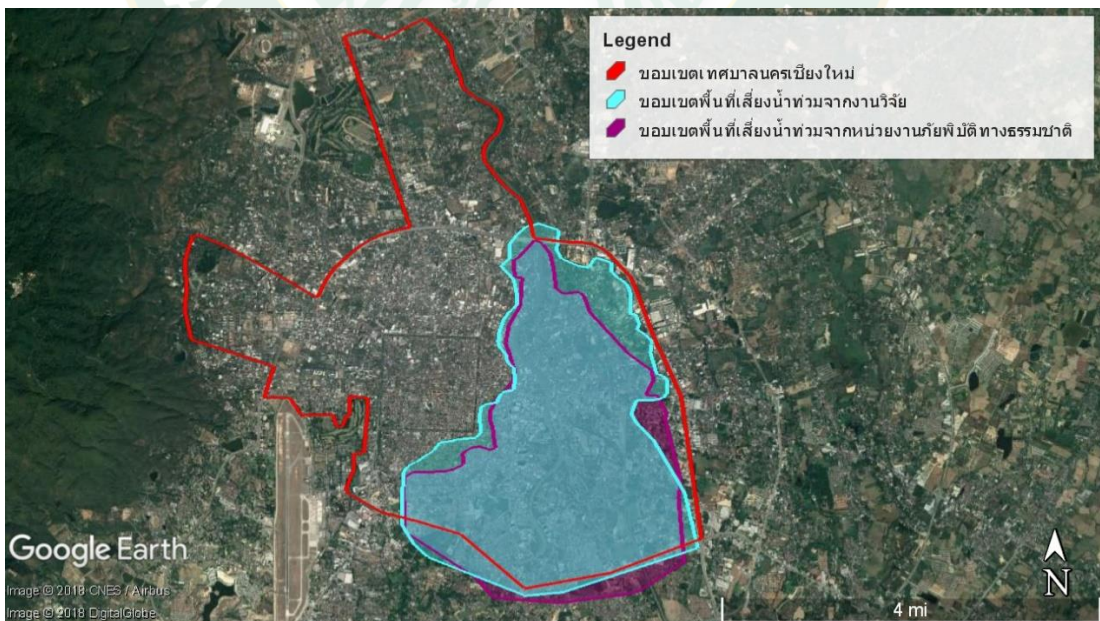 Legend
ขอบเขตเทศบาลนครเชียงใหม่
ขอบเขตพื้นที่เสี่ยงน้ำท่วมจากงานวิจัย
ขอบเขตพื้นที่เสี่ยงน้ำท่วมจากหน่วยงานภัยพิบัติทางธรรมชาติ
Google Earth
Image © 2018 CNES / Airbus
Image © 2018 DigitalGlobe
N
4 mi